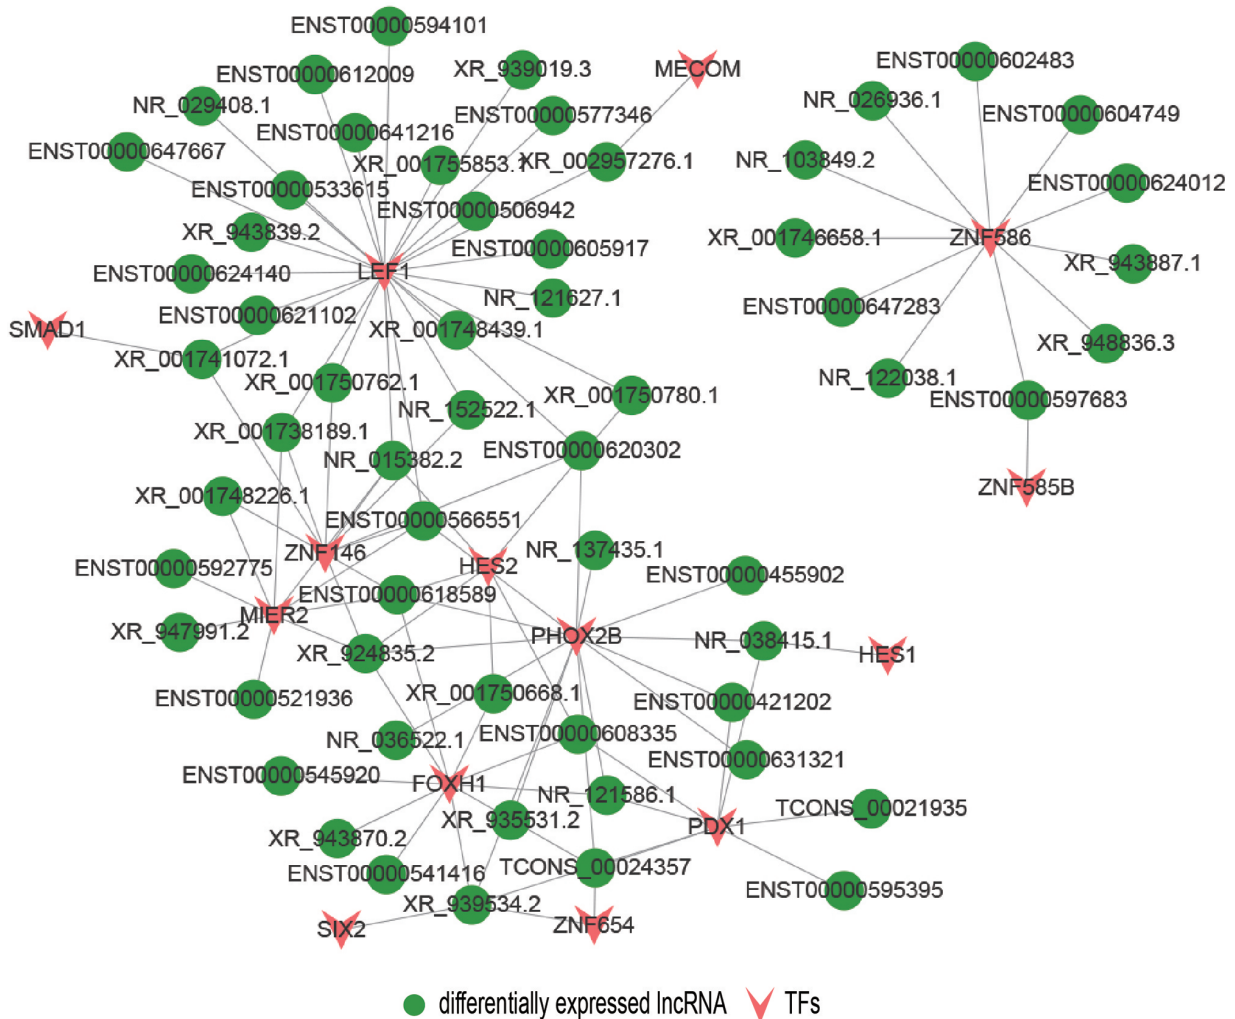 ENST00000594101
ENST00000612009
XR_939019.3
MECOM
ENST00000602483
NR_029408.1
ENST00000577346
NR_026936.1
ENST00000604749
ENST00000641216
ENST00000647667
XR_001755853.1
XR_002957276.1
NR_103849.2
ENST00000533615
ENST00000624012
ENST00000506942
XR_943839.2
ENST00000605917
XR_001746658.1
ZNF586
ENST00000624140
LEF1
XR_943887.1
NR_121627.1
ENST00000621102
ENST00000647283
SMAD1
XR_001748439.1
XR_001741072.1
XR_948836.3
XR_001750762.1
NR_122038.1
XR_001750780.1
NR_152522.1
ENST00000597683
XR_001738189.1
NR_015382.2
ENST00000620302
XR_001748226.1
ZNF585B
ENST00000566551
ZNF146
NR_137435.1
ENST00000592775
HES2
ENST00000455902
ENST00000618589
MIER2
XR_947991.2
PHOX2B
NR_038415.1
XR_924835.2
HES1
ENST00000521936
XR_001750668.1
ENST00000421202
NR_036522.1
ENST00000608335
ENST00000631321
ENST00000545920
FOXH1
NR_121586.1
TCONS_00021935
XR_943870.2
XR_935531.2
PDX1
ENST00000541416
TCONS_00024357
ENST00000595395
XR_939534.2
SIX2
ZNF654
differentially expressed lncRNA
TFs